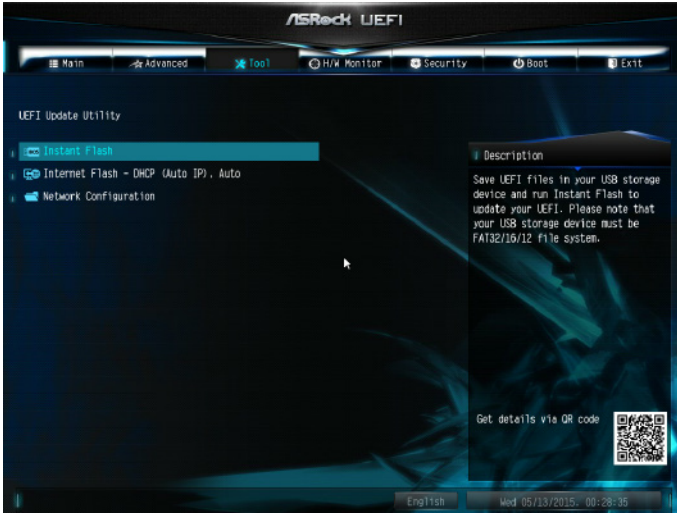 ASRock UEFI
Main
Advanced
Tool
H/W Monitor
Security
Boot
Exit
UEFI Update Utility
Instant Flash
Internet Flash - DHCP (Auto IP), Auto
Network Configuration
Description
Save UEFI files in your USB storage
device and run Instant Flash to
update your UEFI. Please note that
your USB storage device must be
FAT32/16/12 file system.
Get details via QR code
English
Wed 05/13/2015. 00:28:35